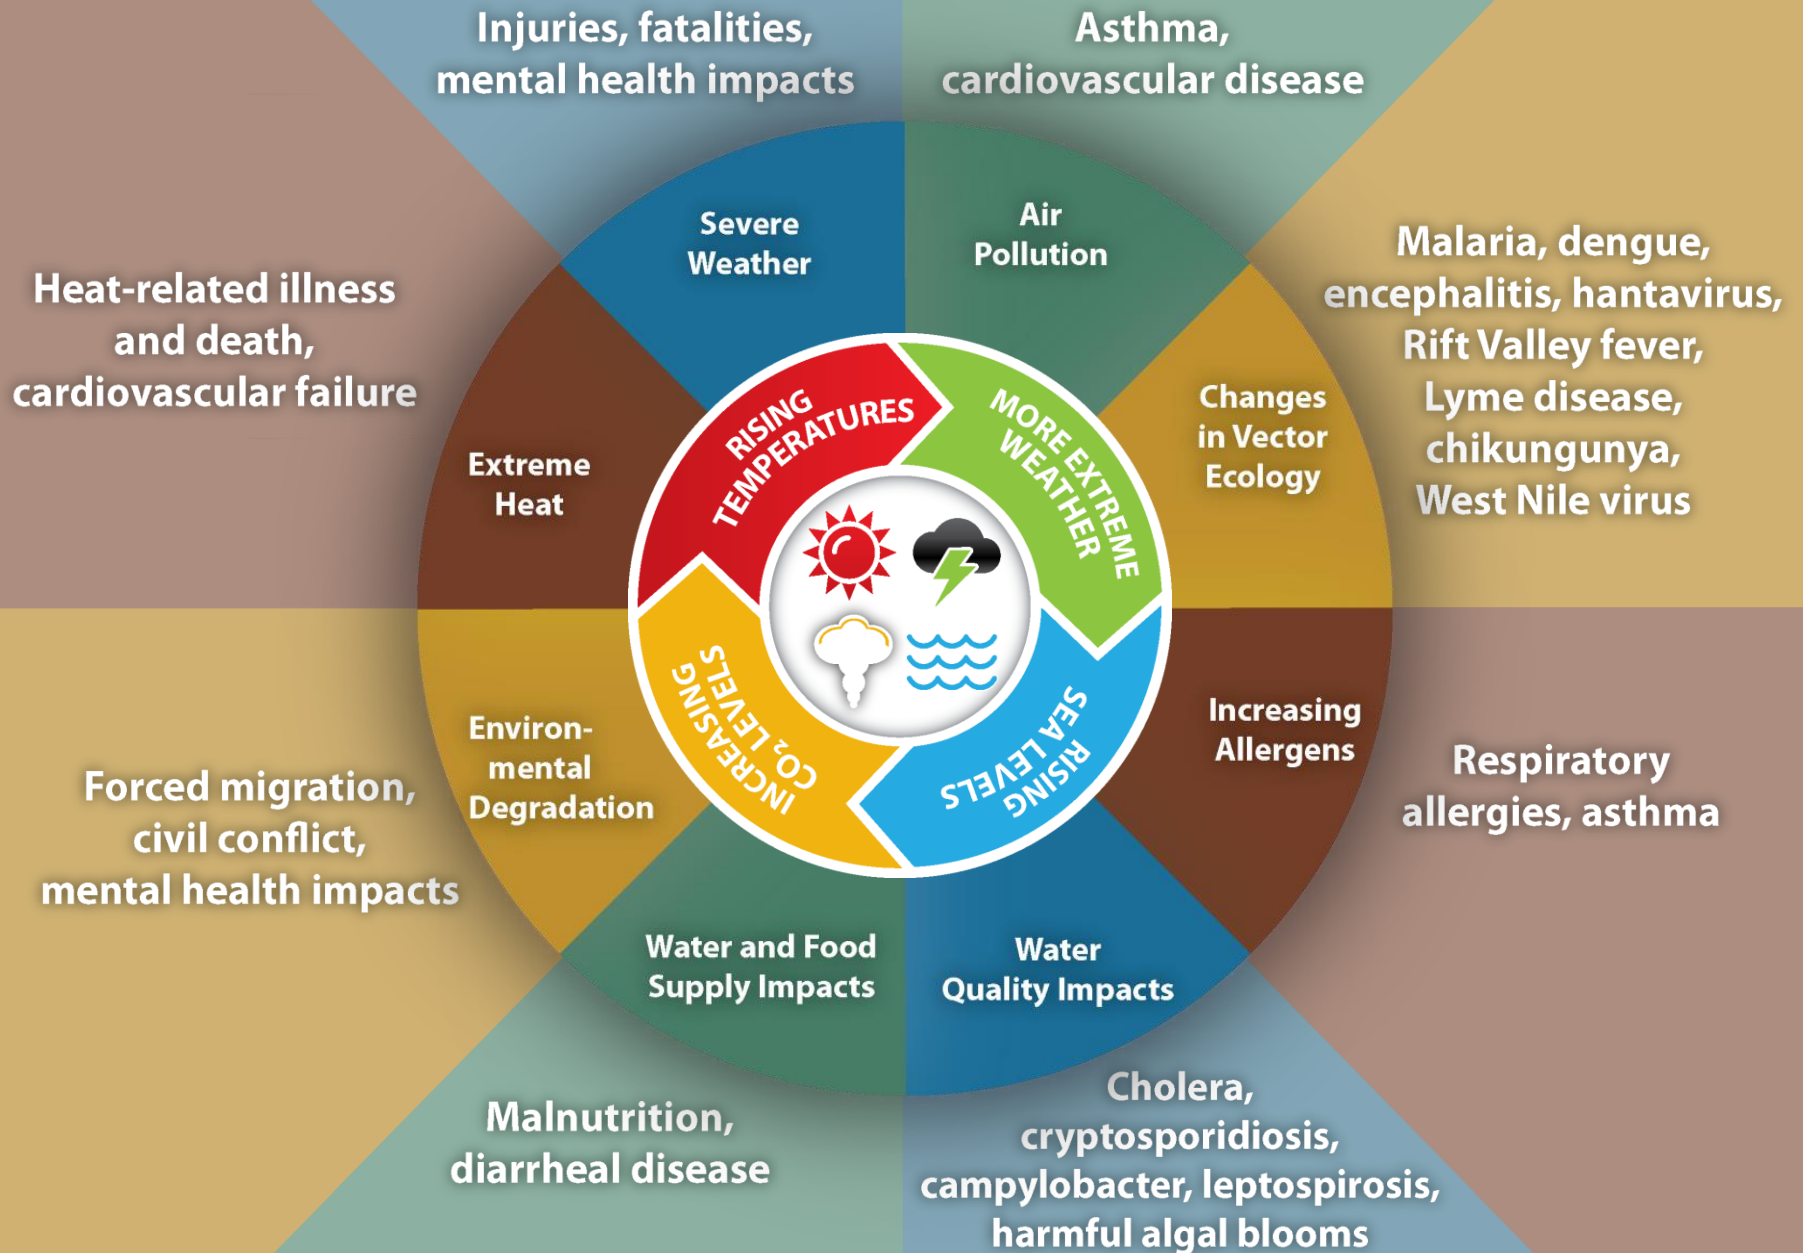 Injuries, fatalities,
mental health impacts
Asthma,
cardiovascular disease
Severe
Weather
Air
Pollution
Heat-related illness
and death,
cardiovascular failure
Extreme
Heat
Changes
in Vector
Ecology
Malaria, dengue,
encephalitis, hantavirus,
Rift Valley fever,
Lyme disease,
chikungunya,
West Nile virus
RISING
TEMPERATURES
MORE EXTREME
WEATHER
INCREASING
CO₂ LEVELS
RISING
SEA LEVELS
Environ-
mental
Degradation
Forced migration,
civil conflict,
mental health impacts
Increasing
Allergens
Respiratory
allergies, asthma
Water and Food
Supply Impacts
Water
Quality Impacts
Malnutrition,
diarrheal disease
Cholera,
cryptosporidiosis,
campylobacter, leptospirosis,
harmful algal blooms